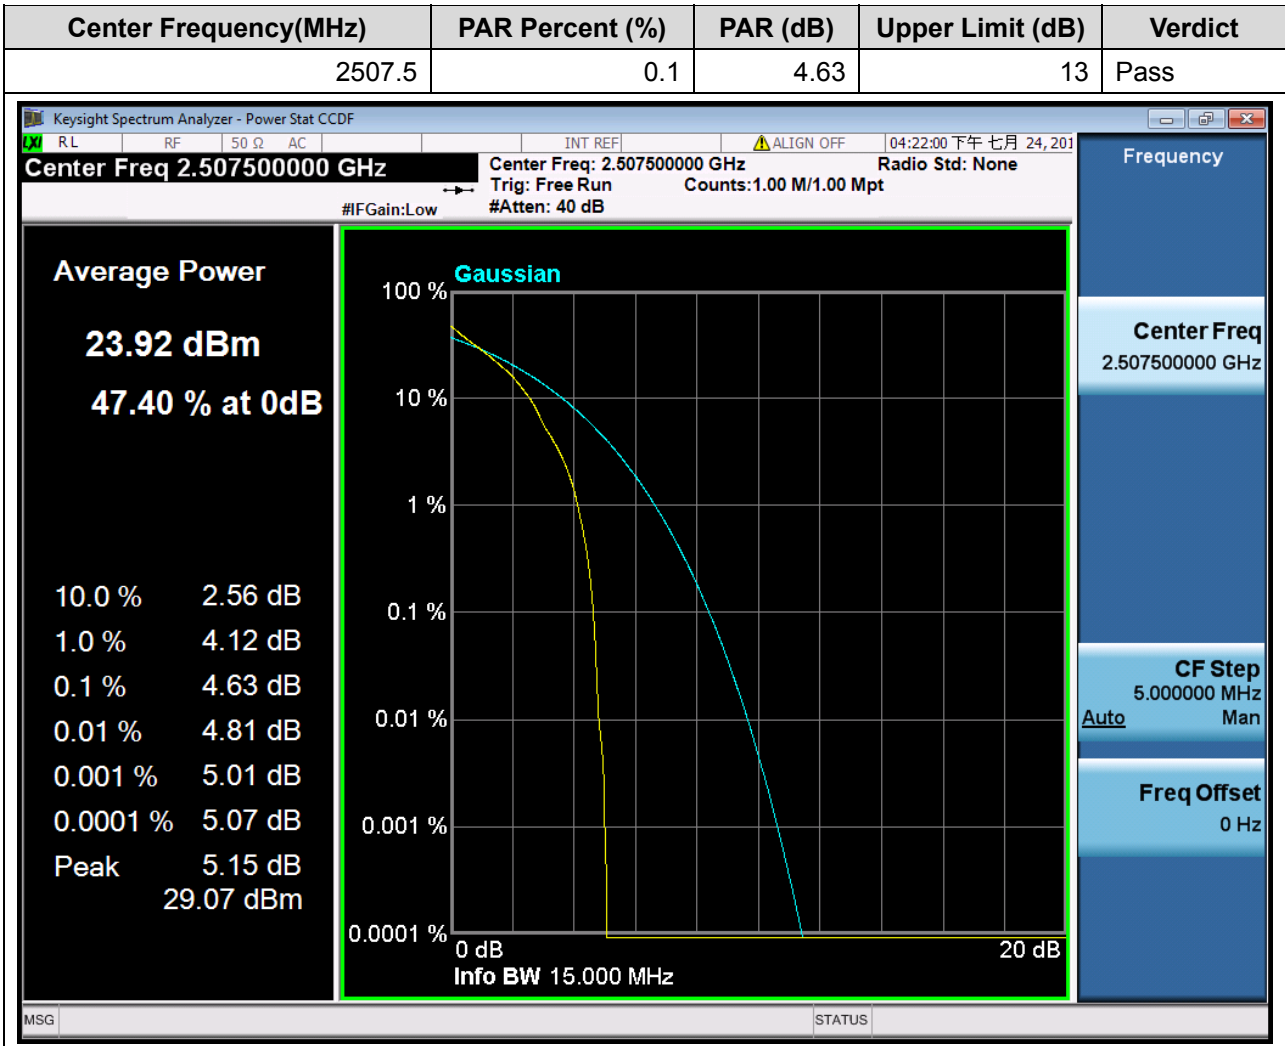 Center Frequency(MHz) PAR Percent (%) PAR (dB) Upper Limit (dB) Verdict
2507.5 0.1 4.63 13 Pass
Keysight Spectrum Analyzer - Power Stat CCDF
LXI RL RF 50 Ω AC INT REF ALIGN OFF 04:22:00 下午 七月 24, 201
Center Freq 2.507500000 GHz
Center Freq: 2.507500000 GHz Radio Std: None
Trig: Free Run Counts:1.00 M/1.00 Mpt
#IFGain:Low #Atten: 40 dB
Average Power
23.92 dBm
47.40 % at 0dB
10.0 % 2.56 dB
1.0 % 4.12 dB
0.1 % 4.63 dB
0.01 % 4.81 dB
0.001 % 5.01 dB
0.0001 % 5.07 dB
Peak 5.15 dB
29.07 dBm
Gaussian
100 %
10 %
1 %
0.1 %
0.01 %
0.001 %
0.0001 %
0 dB 20 dB
Info BW 15.000 MHz
Frequency
Center Freq
2.507500000 GHz
CF Step
5.000000 MHz
Auto Man
Freq Offset
0 Hz
MSG STATUS